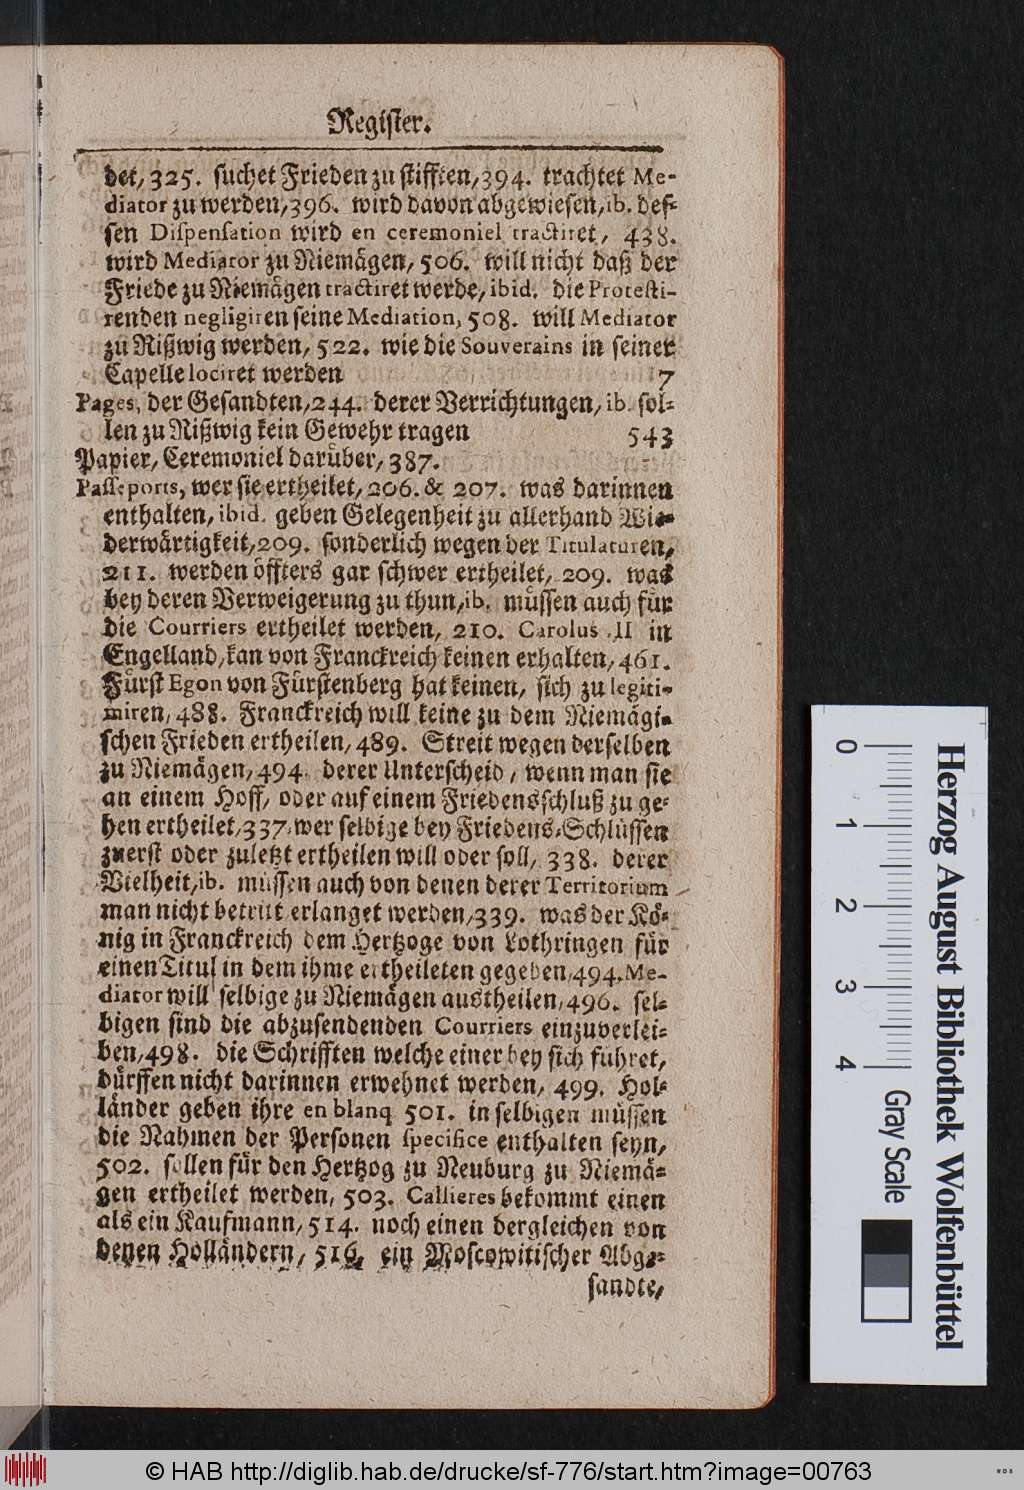 Register.
det, 325. suchet Frieden zu stifften, 394. trachtet Me-
diator zu werden, 396. wird davon abgewiesen, ib. des-
sen Dispensation wird en ceremoniel tractiret, 438.
wird Mediator zu Niemägen, 506. will nicht daß der
Friede zu Niemägen tractiret werde, ibid. die Protesti-
renden negligiren seine Mediation, 508. will Mediator
zu Rißwig werden, 522. wie die Souverains in seiner
Capelle lociret werden 7
Pages, der Gesandten, 244. derer Verrichtungen, ib. sol-
len zu Rißwig kein Gewehr tragen 543
Papier, Ceremoniel darüber, 387.
Passeports, wer sie ertheilet, 206. & 207. was darinnen
enthalten, ibid. geben Gelegenheit zu allerhand Wie-
derwärtigkeit, 209. sonderlich wegen der Titulaturen,
211. werden öffters gar schwer ertheilet, 209. was
bey deren Verweigerung zu thun, ib. müssen auch für
die Courriers ertheilet werden, 210. Carolus II in
Engelland, kan von Franckreich keinen erhalten, 461.
Fürst Egon von Fürstenberg hat keinen, sich zu legiti-
miren, 488. Franckreich will keine zu dem Niemägi-
schen Frieden ertheilen, 489. Streit wegen derselben
zu Niemägen, 494. derer Unterscheid, wenn man sie
an einem Hoff, oder auf einem Friedensschluß zu ge-
hen ertheilet, 337. wer selbige bey Friedens-Schlüssen
zuerst oder zuletzt ertheilen will oder soll, 338. derer
Vielheit, ib. müssen auch von denen derer Territorium
man nicht betritt erlanget werden, 339. was der Kö-
nig in Franckreich dem Hertzoge von Lothringen für
einen Titul in dem ihme ertheileten gegeben, 494. Me-
diator will selbige zu Niemägen austheilen, 496. sel-
bigen sind die abzusendenden Courriers einzuverlei-
ben, 498. die Schrifften welche einer bey sich führet,
dürffen nicht darinnen erwehnet werden, 499. Hol-
länder geben ihre en blanq 501. in selbigen müssen
die Nahmen der Personen specifice enthalten seyn,
502. sollen für den Hertzog zu Neuburg zu Niemä-
gen ertheilet werden, 503. Callieres bekommt einen
als ein Kaufmann, 514. noch einen dergleichen von
denen Holländern, 516. ein Moscowitischer Abge-
sandte,
0 1 2 3 4 Gray Scale
Herzog August Bibliothek Wolfenbüttel
© HAB http://diglib.hab.de/drucke/sf-776/start.htm?image=00763